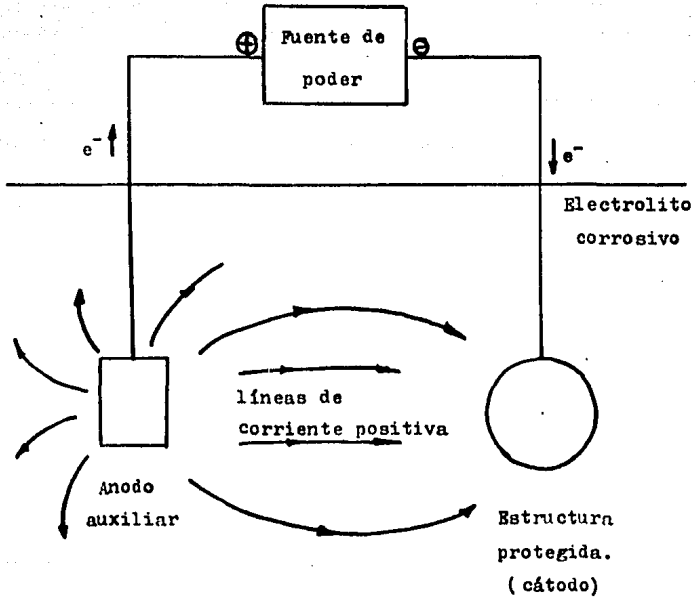 Fuente de
poder
⊕
⊖
e⁻
e⁻
Electrolito
corrosivo
líneas de
corriente positiva
Anodo
auxiliar
Estructura
protegida.
(cátodo)